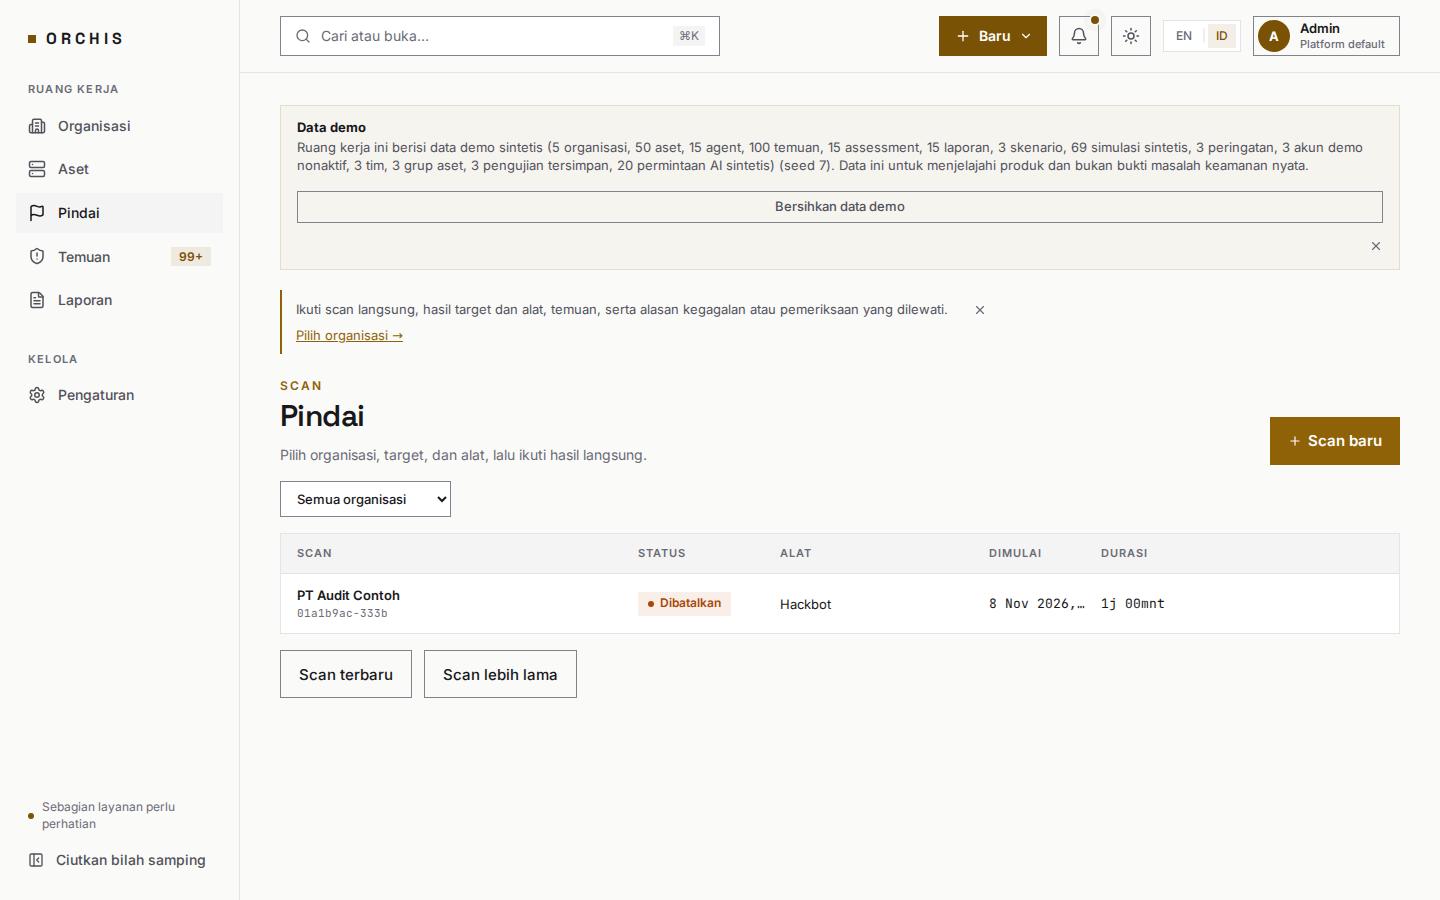 ORCHIS
RUANG KERJA
Organisasi
Aset
Pindai
Temuan
99+
Laporan
KELOLA
Pengaturan
Sebagian layanan perlu
perhatian
Ciutkan bilah samping
Cari atau buka...
⌘K
Baru
EN
ID
A
Admin
Platform default
Data demo
Ruang kerja ini berisi data demo sintetis (5 organisasi, 50 aset, 15 agent, 100 temuan, 15 assessment, 15 laporan, 3 skenario, 69 simulasi sintetis, 3 peringatan, 3 akun demo
nonaktif, 3 tim, 3 grup aset, 3 pengujian tersimpan, 20 permintaan AI sintetis) (seed 7). Data ini untuk menjelajahi produk dan bukan bukti masalah keamanan nyata.
Bersihkan data demo
Ikuti scan langsung, hasil target dan alat, temuan, serta alasan kegagalan atau pemeriksaan yang dilewati.
Pilih organisasi →
SCAN
Pindai
Pilih organisasi, target, dan alat, lalu ikuti hasil langsung.
+ Scan baru
Semua organisasi
SCAN STATUS ALAT DIMULAI DURASI
PT Audit Contoh
01a1b9ac-333b
Dibatalkan
Hackbot
8 Nov 2026,…
1j 00mnt
Scan terbaru
Scan lebih lama